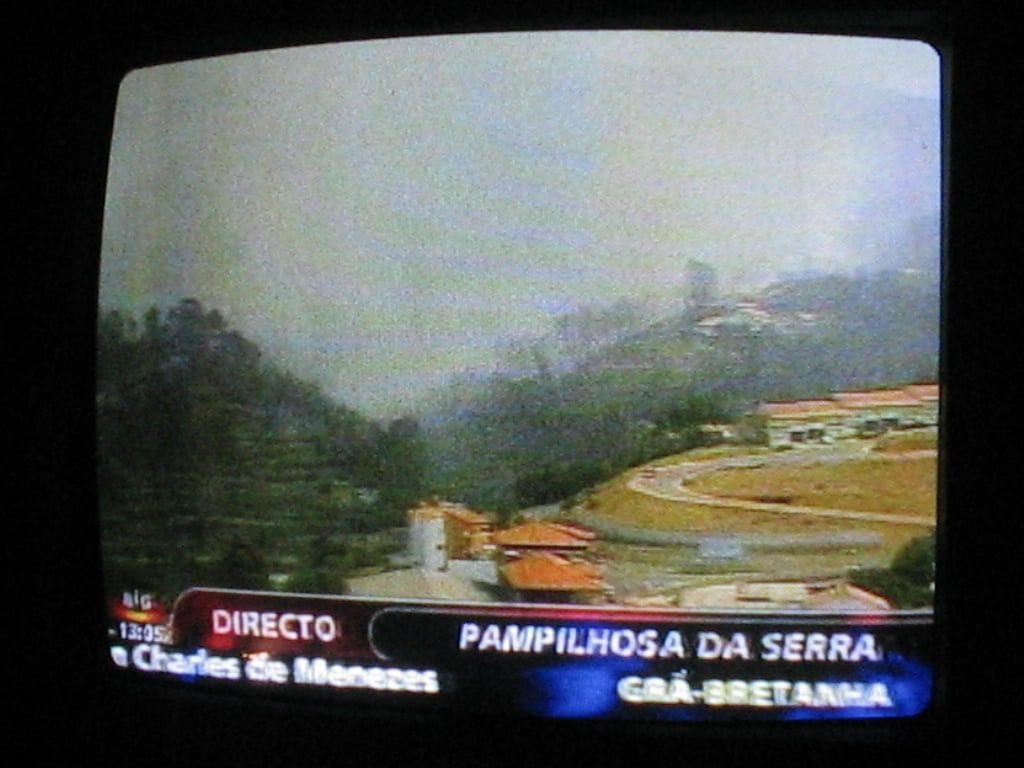 DIRECTO
PAMPILHOSA DA SERRA
13:05
Charles de Menezes
GRÃ-BRETANHA